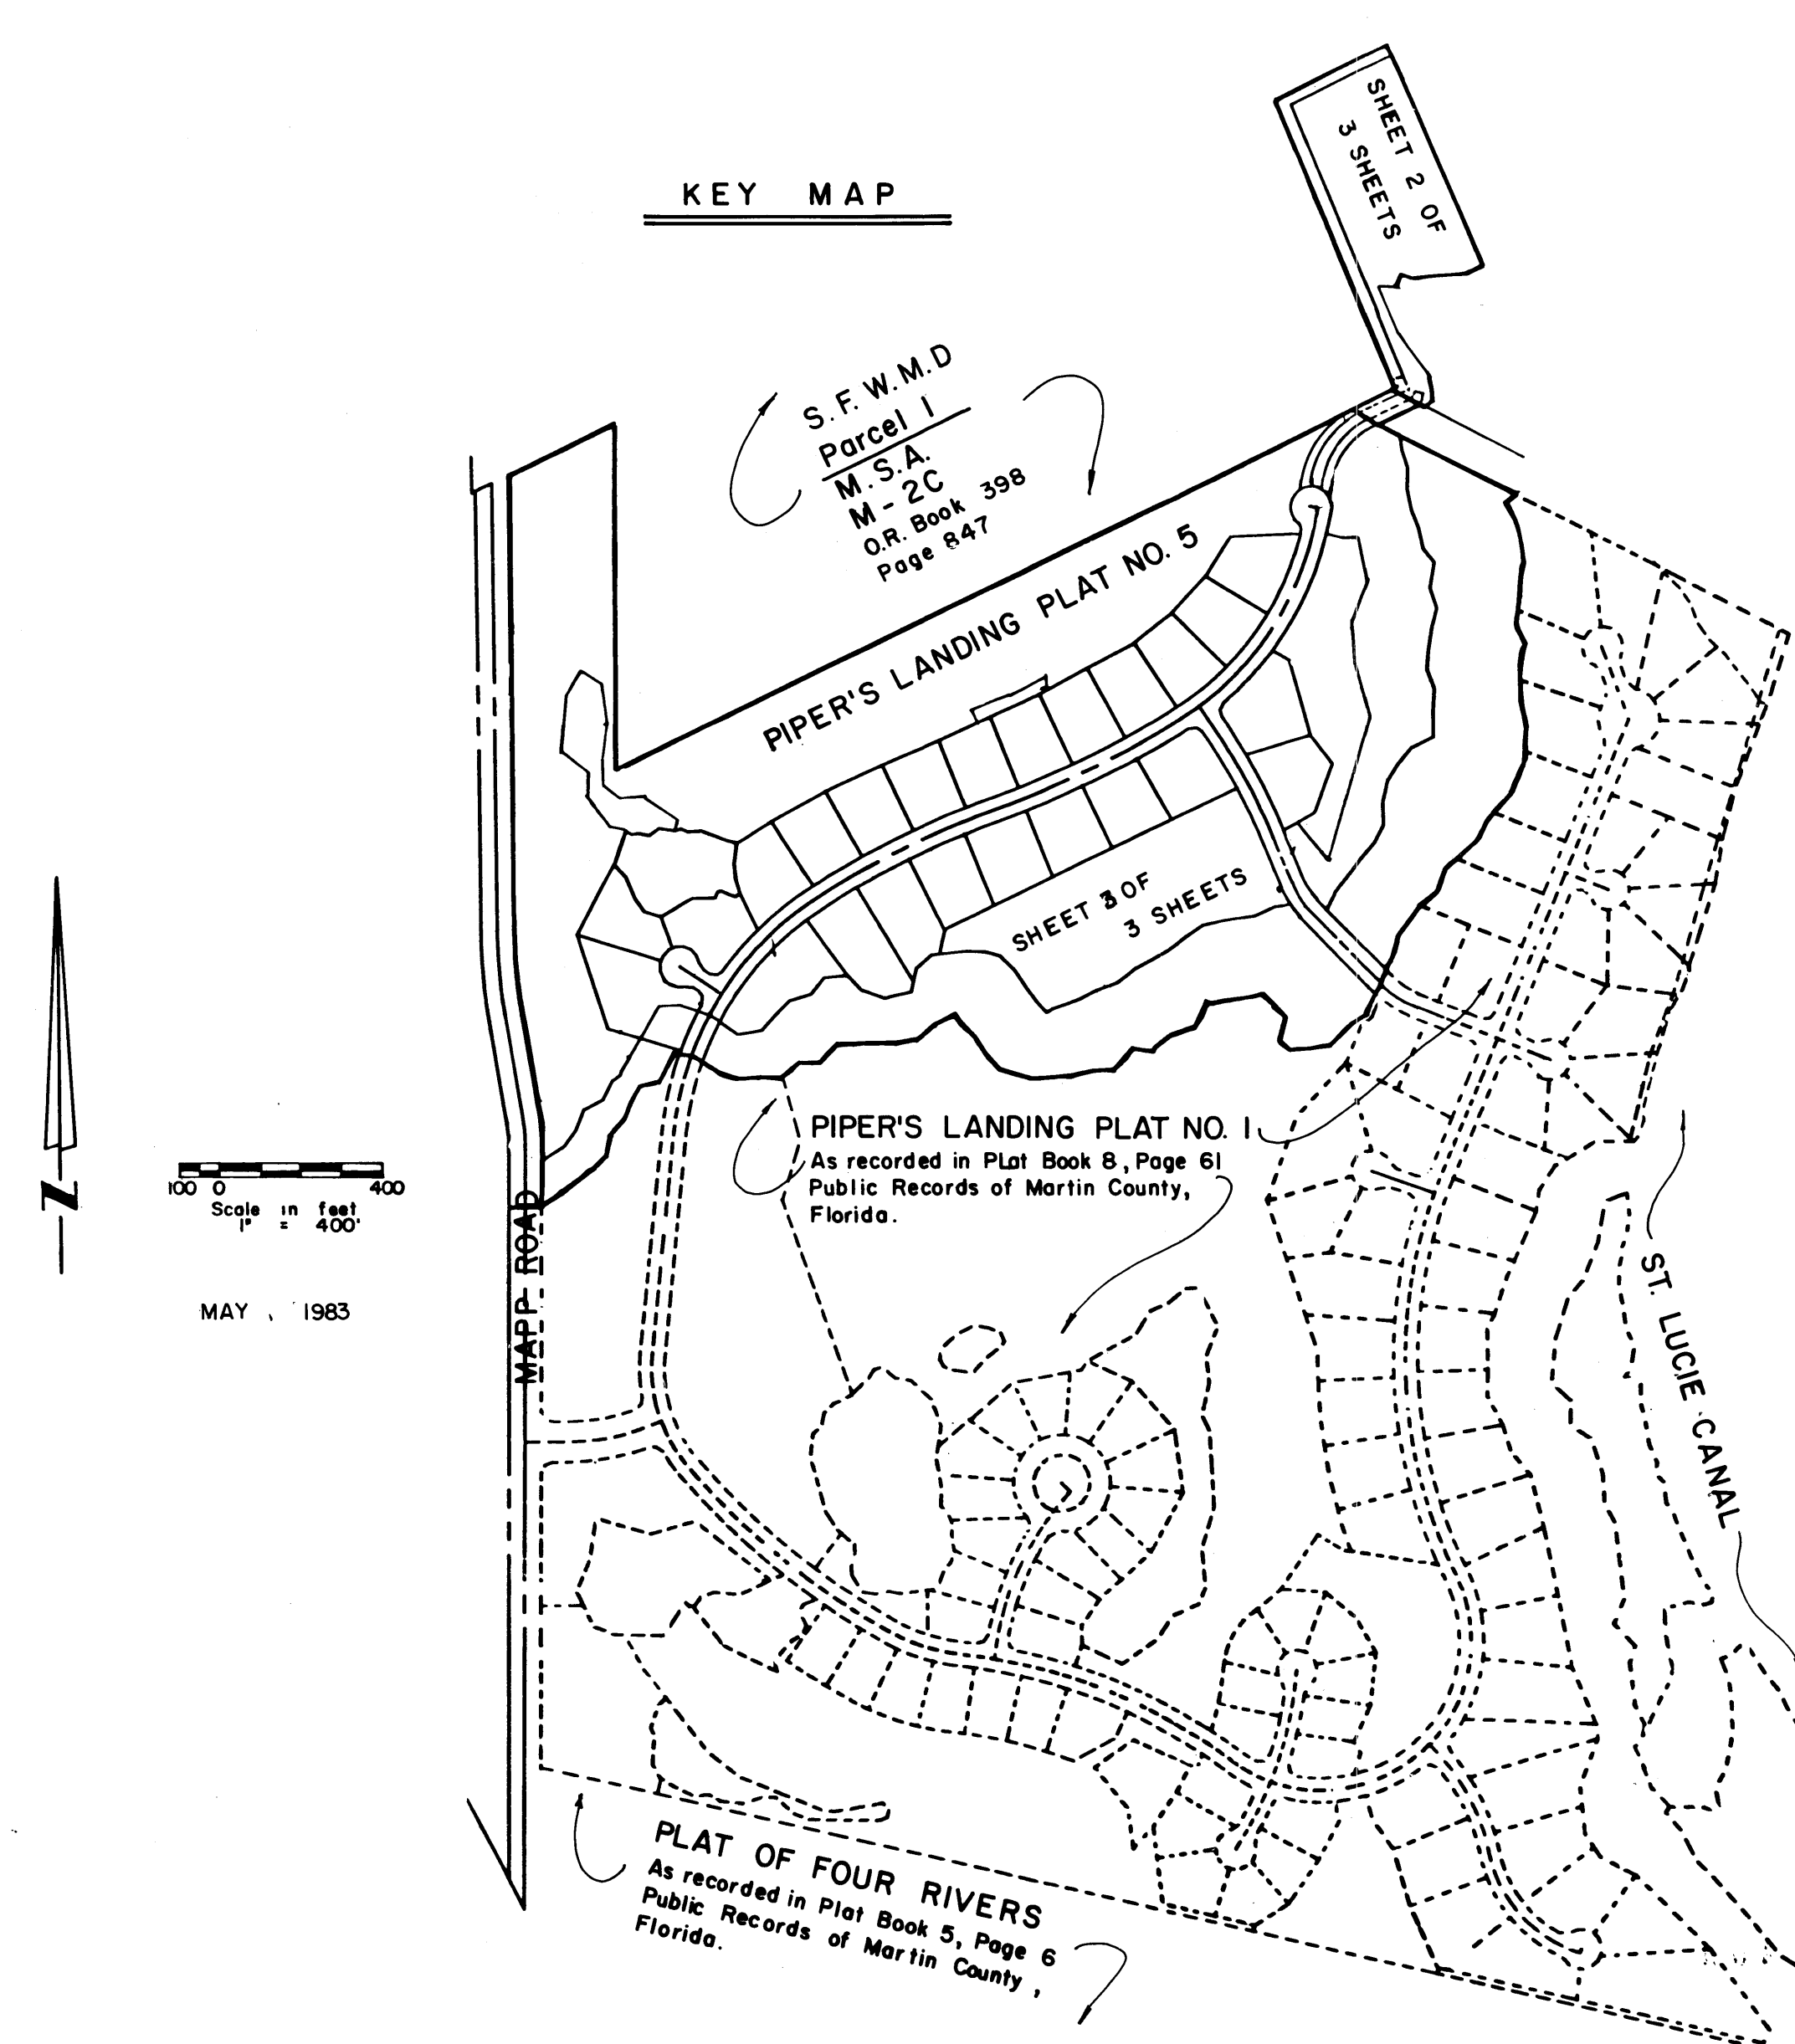 KEY MAP
SHEET 2 OF
3 SHEETS
S.F.W.M.D
Parcel 1
M.S.A.
M-2C
O.R. Book 398
Page 847
PIPER'S LANDING PLAT NO. 5
SHEET 3 OF
3 SHEETS
PIPER'S LANDING PLAT NO. 1
As recorded in PLat Book 8, Page 61
Public Records of Martin County,
Florida.
N
100 0 400
Scale in feet
1" = 400'
MAY, 1983
MAPP ROAD
ST. LUCIE CANAL
PLAT OF FOUR RIVERS
As recorded in Plat Book 5, Page 6
Public Records of Martin County,
Florida.